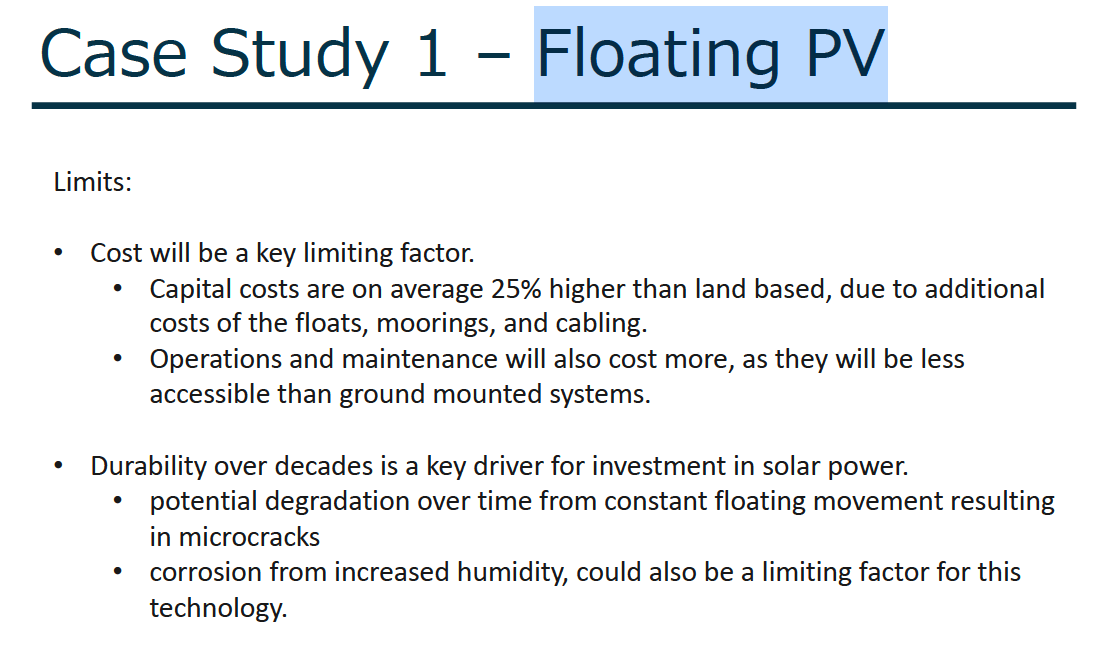 Case Study 1 – Floating PV
Limits:
• Cost will be a key limiting factor.
• Capital costs are on average 25% higher than land based, due to additional
costs of the floats, moorings, and cabling.
• Operations and maintenance will also cost more, as they will be less
accessible than ground mounted systems.
• Durability over decades is a key driver for investment in solar power.
• potential degradation over time from constant floating movement resulting
in microcracks
• corrosion from increased humidity, could also be a limiting factor for this
technology.